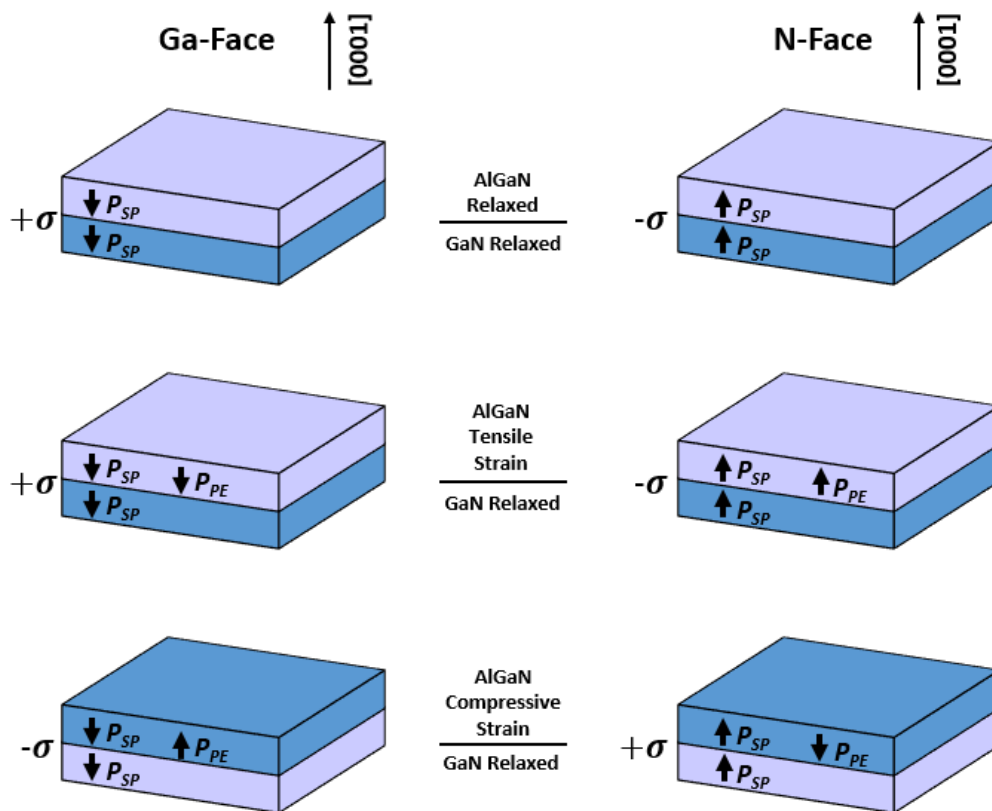 Ga-Face
[0001]
N-Face
[0001]
+σ
P_SP
P_SP
AlGaN
Relaxed
GaN Relaxed
-σ
P_SP
P_SP
+σ
P_SP
P_PE
P_SP
AlGaN
Tensile
Strain
GaN Relaxed
-σ
P_SP
P_PE
P_SP
-σ
P_SP
P_PE
P_SP
AlGaN
Compressive
Strain
GaN Relaxed
+σ
P_SP
P_PE
P_SP